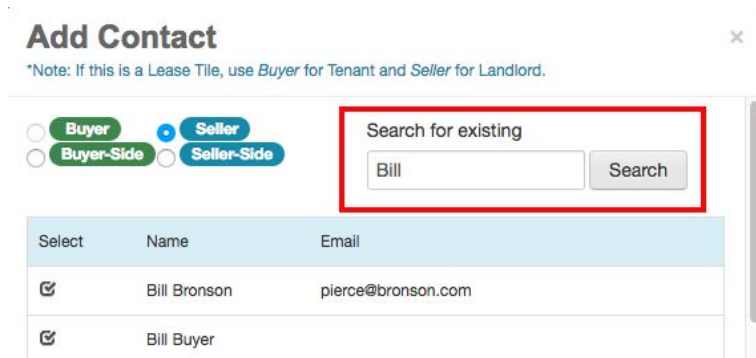 Add Contact
×
*Note: If this is a Lease Tile, use Buyer for Tenant and Seller for Landlord.
Buyer Seller
Buyer-Side Seller-Side
Search for existing
Bill Search
Select Name Email
Bill Bronson pierce@bronson.com
Bill Buyer